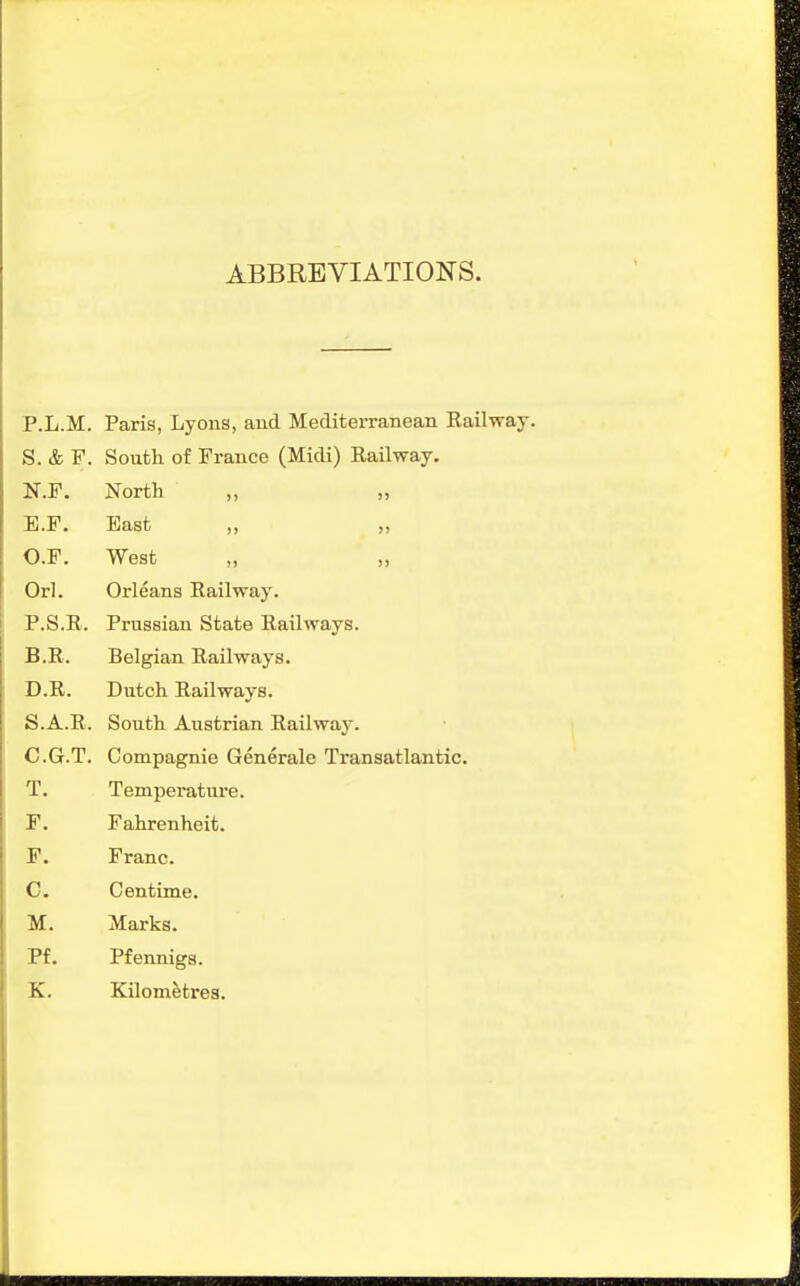 ABBREVIATIONS.
P.L.M. Paris, Lyons, and Mediterranean Railway.
S. & F. South of France (Midi) Railway.
N.F. North ,, ,,
E.F. East ,, ,,
O.F. West ,, ,,
Orl. Orléans Railway.
P.S.R. Prussian State Railways.
B.R. Belgian Railways.
D.R. Dutch Railways.
S.A.R. South Austrian Railway.
C.G.T. Compagnie Générale Transatlantic.
T. Temperature.
F. Fahrenheit.
F. Franc.
C. Centime.
M. Marks.
Pf. Pfennigs.
K. Kilomètres.